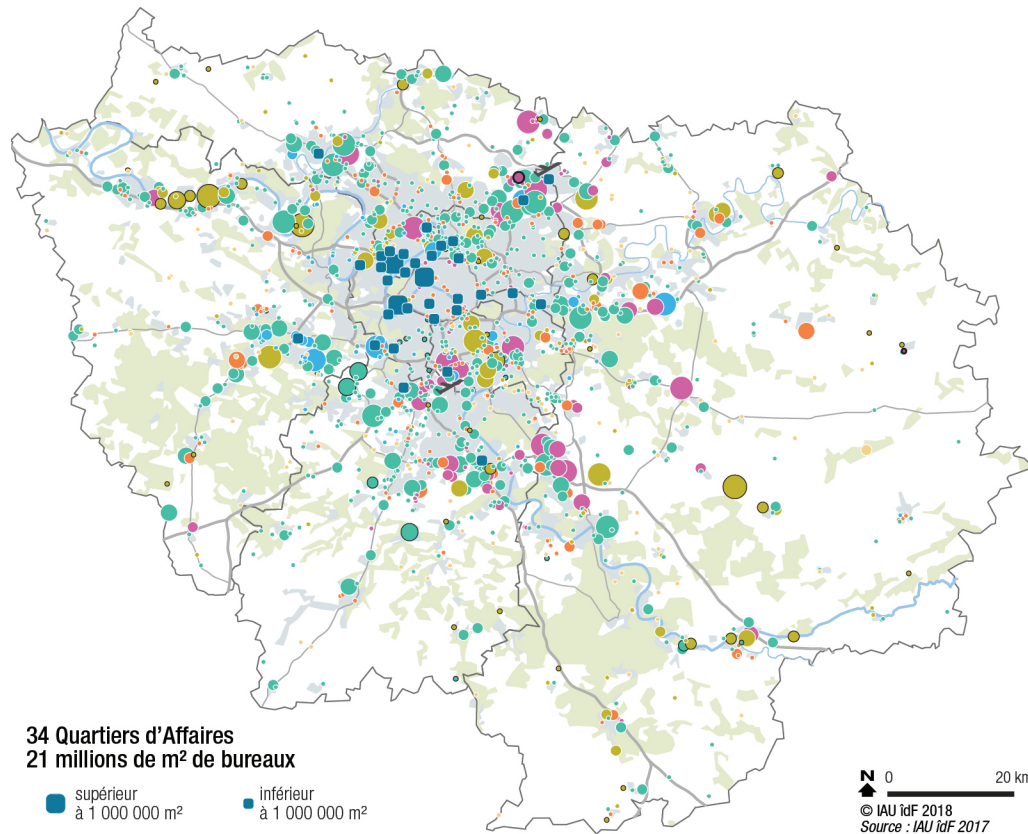 34 Quartiers d’Affaires
21 millions de m² de bureaux
supérieur
à 1 000 000 m²
inférieur
à 1 000 000 m²
N 0 20 km
© IAU îdF 2018
Source : IAU îdF 2017